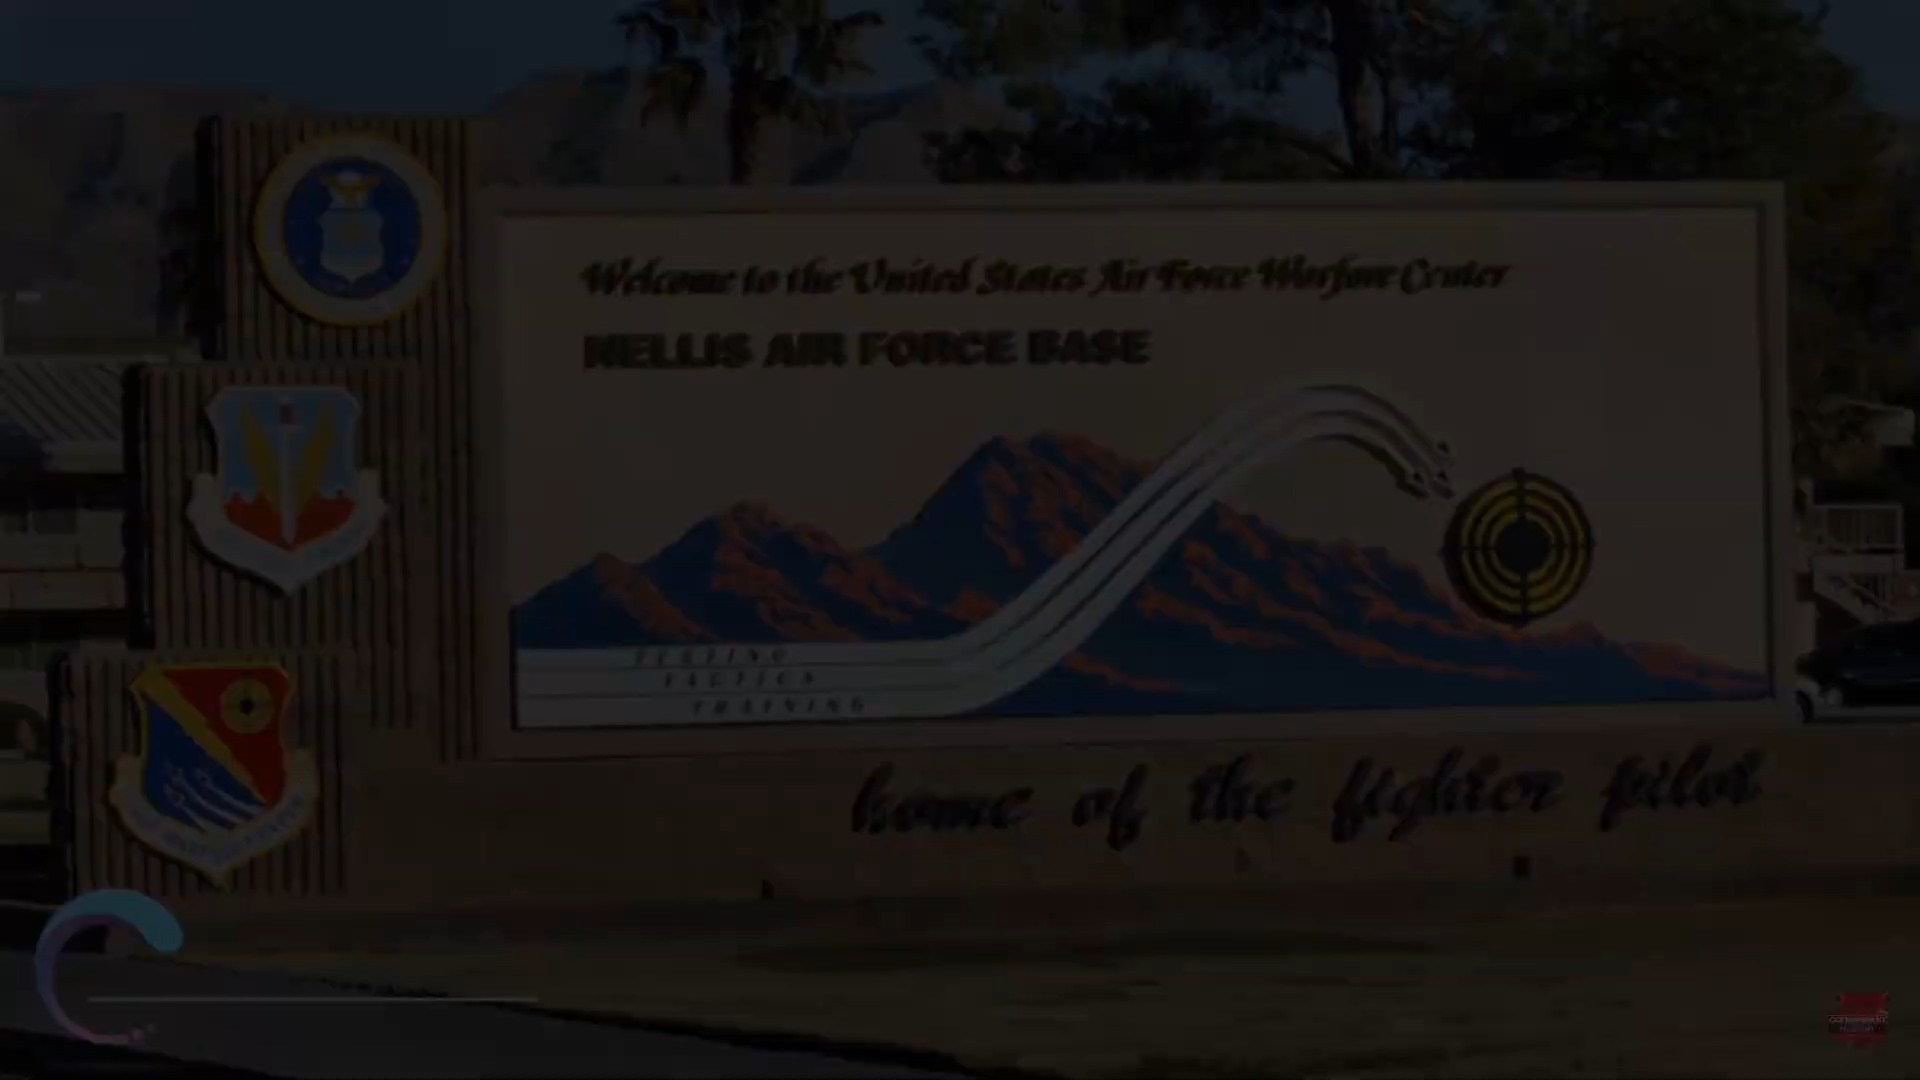 Welcome to the United States Air Force Warfare Center
NELLIS AIR FORCE BASE
TESTING
TACTICS
TRAINING
home of the fighter pilot